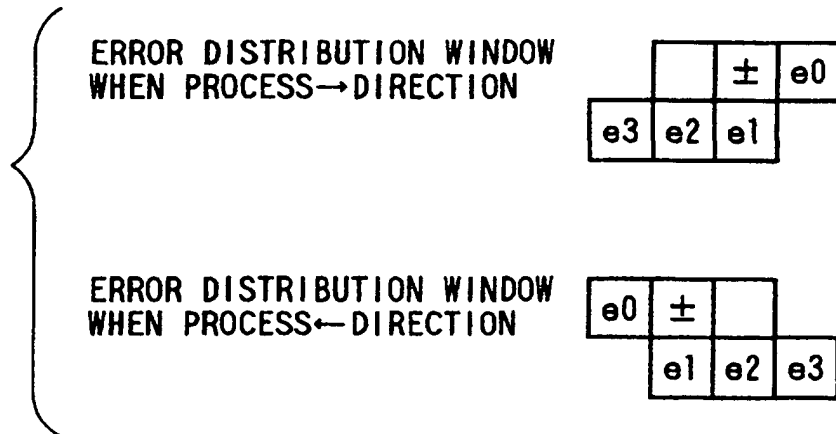 ERROR DISTRIBUTION WINDOW
WHEN PROCESS→DIRECTION
± e0
e3 e2 e1
ERROR DISTRIBUTION WINDOW
WHEN PROCESS←DIRECTION
e0 ±
e1 e2 e3